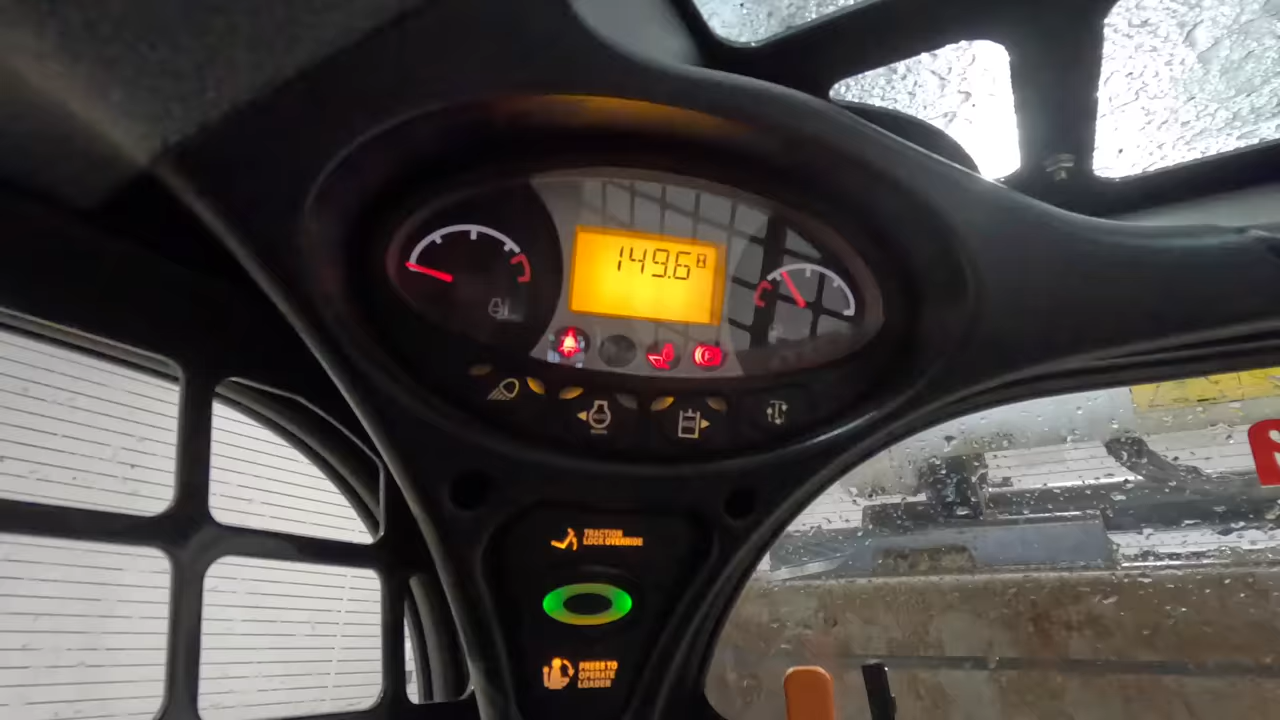 149.6
P
TRACTION
LOCK OVERRIDE
PRESS TO
OPERATE
LOADER